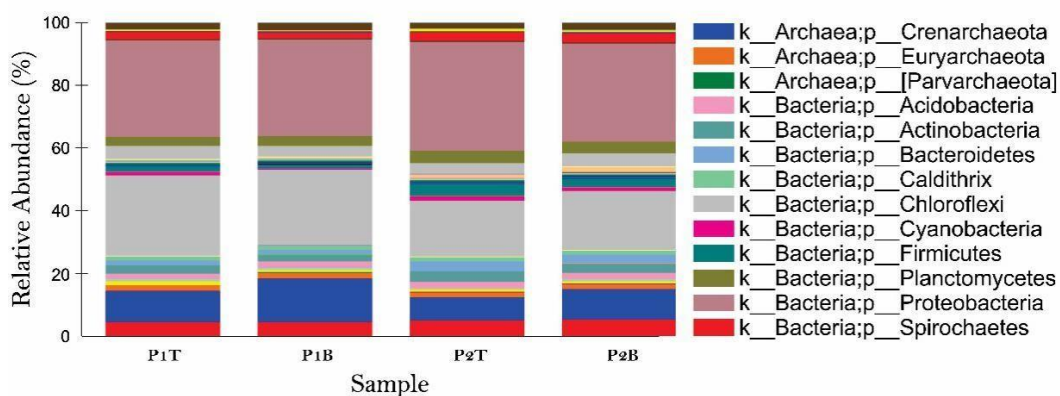 Relative Abundance (%)
100
80
60
40
20
0
P1T P1B P2T P2B
Sample
k__Archaea;p__Crenarchaeota
k__Archaea;p__Euryarchaeota
k__Archaea;p__[Parvarchaeota]
k__Bacteria;p__Acidobacteria
k__Bacteria;p__Actinobacteria
k__Bacteria;p__Bacteroidetes
k__Bacteria;p__Caldithrix
k__Bacteria;p__Chloroflexi
k__Bacteria;p__Cyanobacteria
k__Bacteria;p__Firmicutes
k__Bacteria;p__Planctomycetes
k__Bacteria;p__Proteobacteria
k__Bacteria;p__Spirochaetes